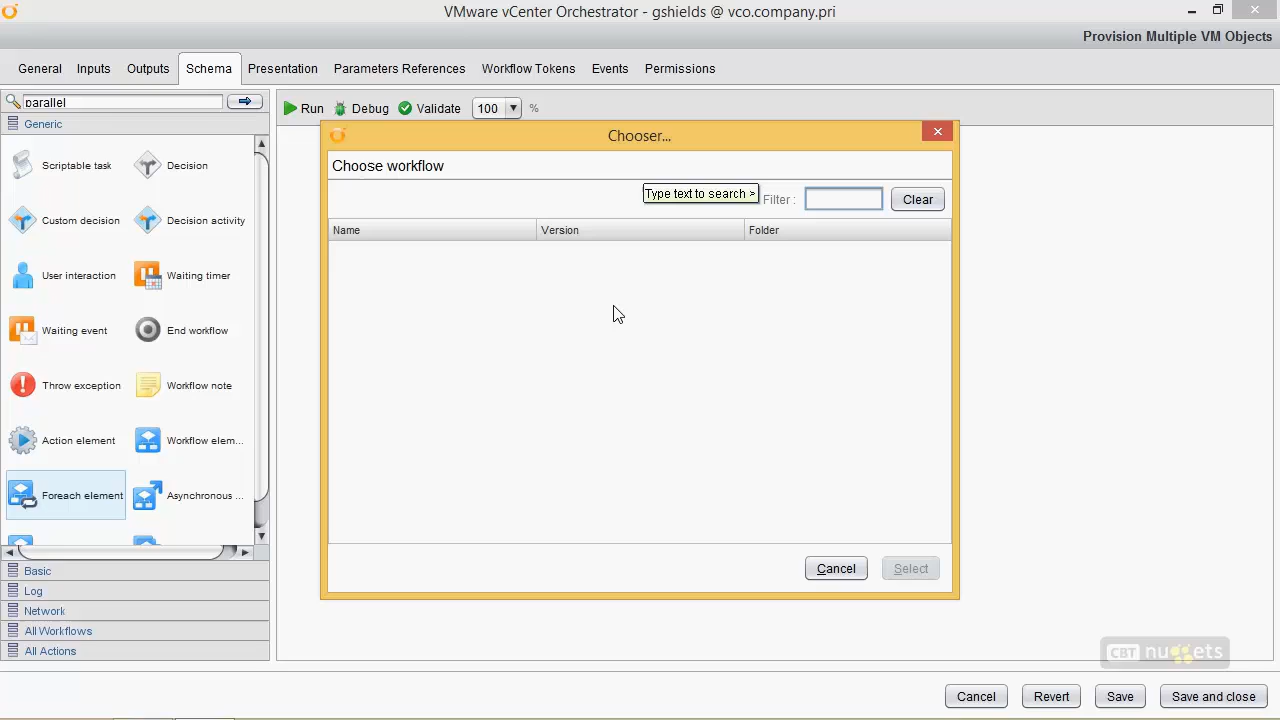 VMware vCenter Orchestrator - gshields @ vco.company.pri
Provision Multiple VM Objects
General Inputs Outputs Schema Presentation Parameters References Workflow Tokens Events Permissions
parallel
Run Debug Validate 100 %
Generic
Chooser...
Choose workflow
Type text to search > Filter : Clear
Name Version Folder
Scriptable task Decision
Custom decision Decision activity
User interaction Waiting timer
Waiting event End workflow
Throw exception Workflow note
Action element Workflow elem...
Foreach element Asynchronous ...
Cancel Select
Basic
Log
Network
All Workflows
All Actions
CBT nuggets
Cancel Revert Save Save and close